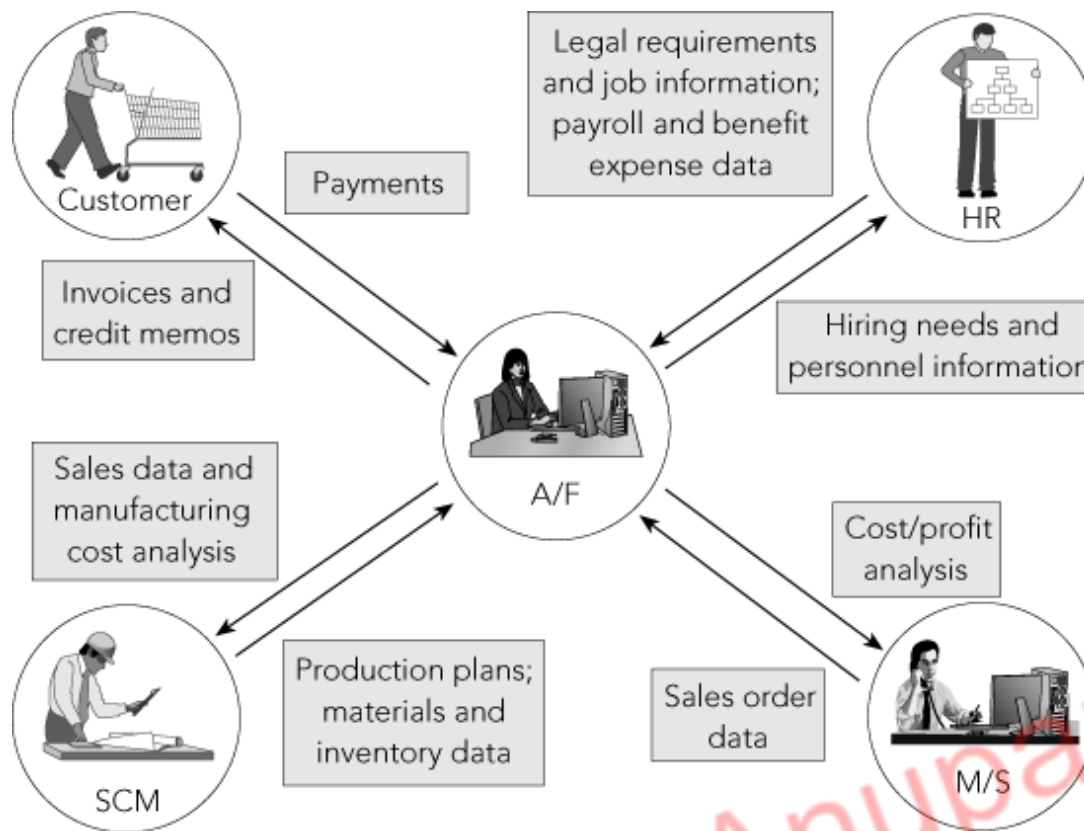 Customer
Payments
Legal requirements
and job information;
payroll and benefit
expense data
HR
Invoices and
credit memos
Hiring needs and
personnel information
A/F
Sales data and
manufacturing
cost analysis
Cost/profit
analysis
Production plans;
materials and
inventory data
Sales order
data
SCM
M/S